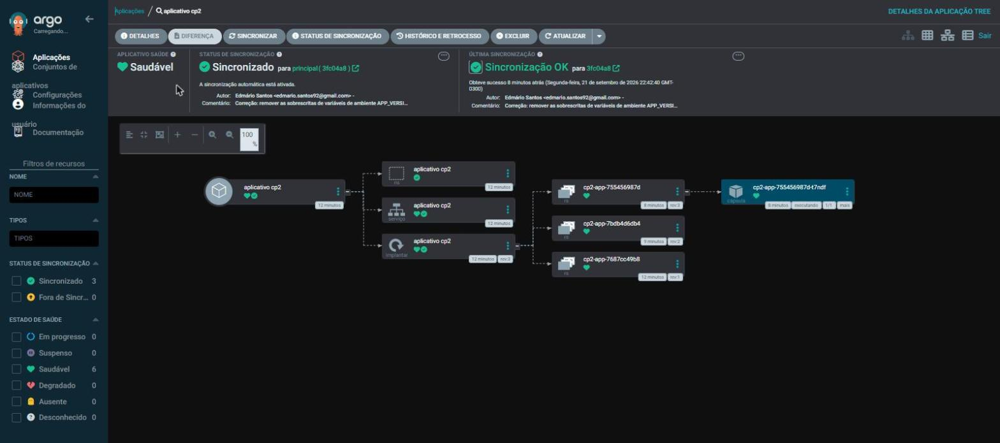 argo
Carregando...
Aplicações
Conjuntos de
aplicativos
Configurações
Informações do
usuário
Documentação
Filtros de recursos
NOME
NOME
TIPOS
TIPOS
STATUS DE SINCRONIZAÇÃO
Sincronizado 3
Fora de Sincr... 0
ESTADO DE SAÚDE
Em progresso 0
Suspenso 0
Saudável 6
Degradado 0
Ausente 0
Desconhecido 0
Aplicações / aplicativo cp2
DETALHES DA APLICAÇÃO TREE
DETALHES DIFERENÇA SINCRONIZAR STATUS DE SINCRONIZAÇÃO HISTÓRICO E RETROCESSO EXCLUIR ATUALIZAR
Sair
APLICATIVO SAÚDE
Saudável
STATUS DE SINCRONIZAÇÃO
Sincronizado para principal( 3fc04a8 )
A sincronização automática está ativada.
Autor: Edmário Santos <edmario.santos92@gmail.com> -
Comentário: Correção: remover as sobrescritas de variáveis de ambiente APP_VERSI...
ÚLTIMA SINCRONIZAÇÃO
Sincronização OK para 3fc04a8
Obteve sucesso 8 minutos atrás (Segunda-feira, 21 de setembro de 2026 22:42:40 GMT-
0300)
Autor: Edmário Santos <edmario.santos92@gmail.com> -
Comentário: Correção: remover as sobrescritas de variáveis de ambiente APP_VERSI...
100
%
aplicativo cp2
12 minutos
aplicativo cp2
ns
12 minutos
aplicativo cp2
serviço
12 minutos
aplicativo cp2
implantar
12 minutos rev:3
cp2-app-755456987d
rs
8 minutos rev:3
cp2-app-7bdb4d6db4
rs
9 minutos rev:2
cp2-app-7687cc49b8
rs
12 minutos rev:1
cp2-app-755456987d-t7ndf
cápsula
8 minutos executando 1/1 mais